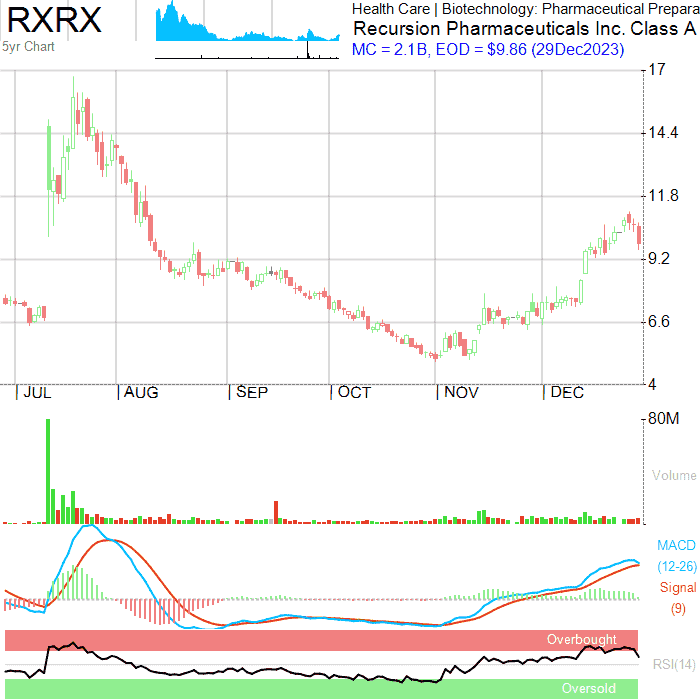 RXRX
5yr Chart
Health Care | Biotechnology: Pharmaceutical Prepara
Recursion Pharmaceuticals Inc. Class A
MC = 2.1B, EOD = $9.86 (29Dec2023)
17
14.4
11.8
9.2
6.6
4
JUL AUG SEP OCT NOV DEC
80M
Volume
MACD
(12-26)
Signal
(9)
Overbought
RSI(14)
Oversold